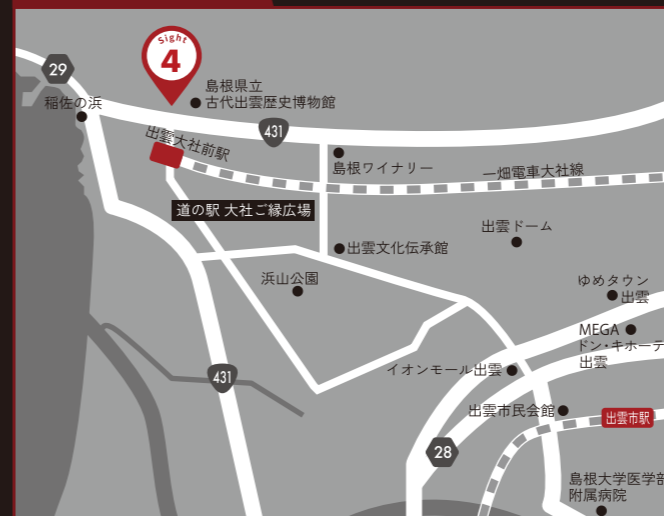 Sight
4
29
島根県立
古代出雲歴史博物館
稲佐の浜
431
出雲大社前駅
島根ワイナリー
一畑電車大社線
道の駅 大社ご縁広場
出雲ドーム
出雲文化伝承館
浜山公園
ゆめタウン
出雲
MEGA
ドン・キホーテ
出雲
イオンモール出雲
431
出雲市民会館
出雲市駅
28
島根大学医学部
附属病院